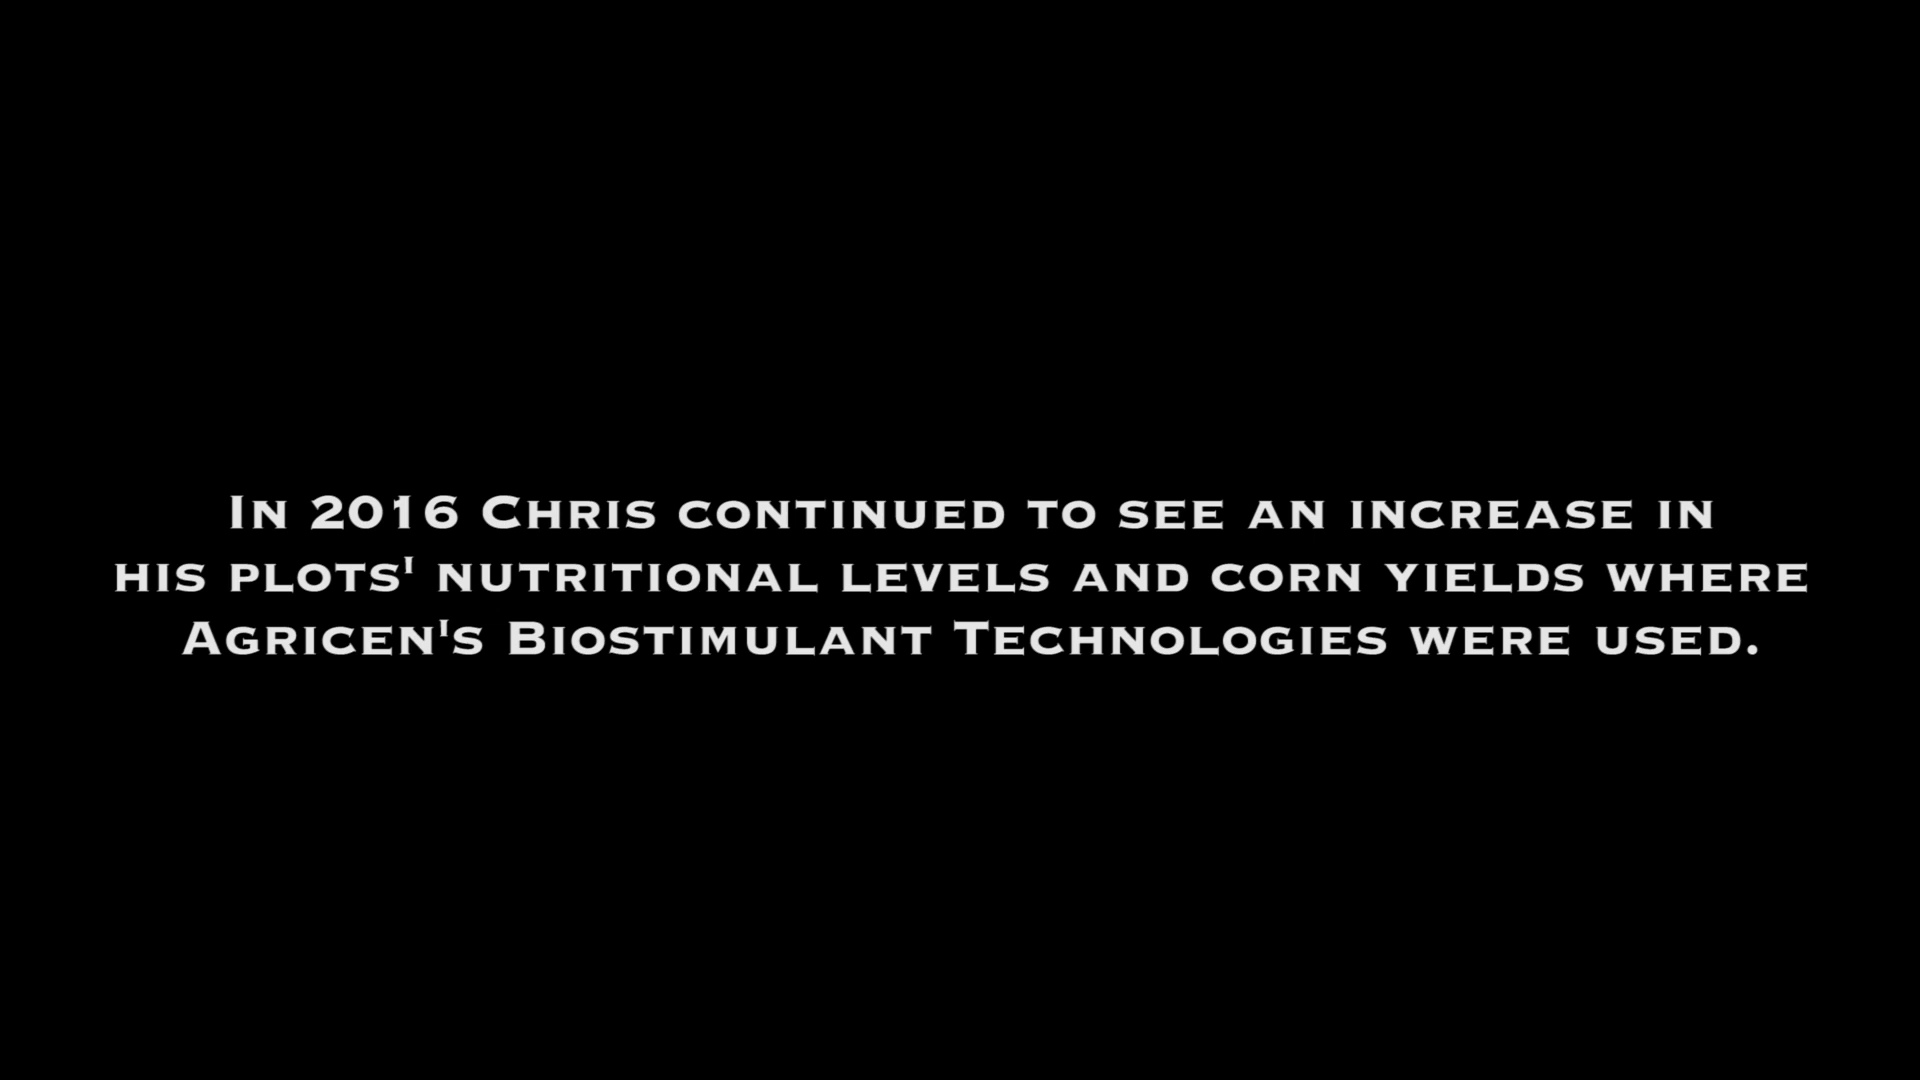 In 2016 Chris continued to see an increase in
his plots' nutritional levels and corn yields where
Agricen's Biostimulant Technologies were used.